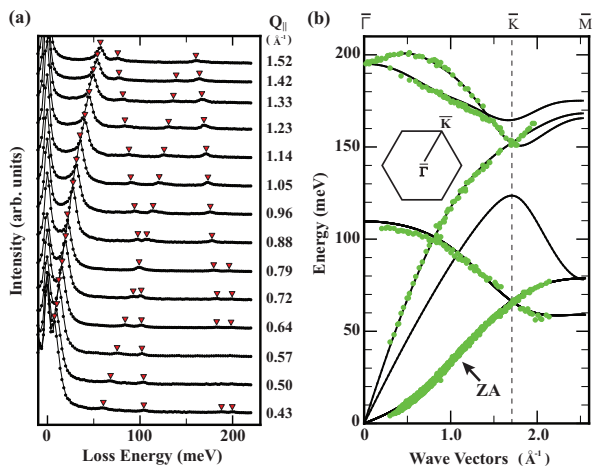 (a)
Q||
(Å-1)
1.52
1.42
1.33
1.23
1.14
1.05
0.96
0.88
0.79
0.72
0.64
0.57
0.50
0.43
Intensity (arb. units)
0 100 200
Loss Energy (meV)
(b)
Γ K M
200
150
100
50
0
Energy (meV)
K
Γ
ZA
0 1.0 2.0
Wave Vectors (Å-1)